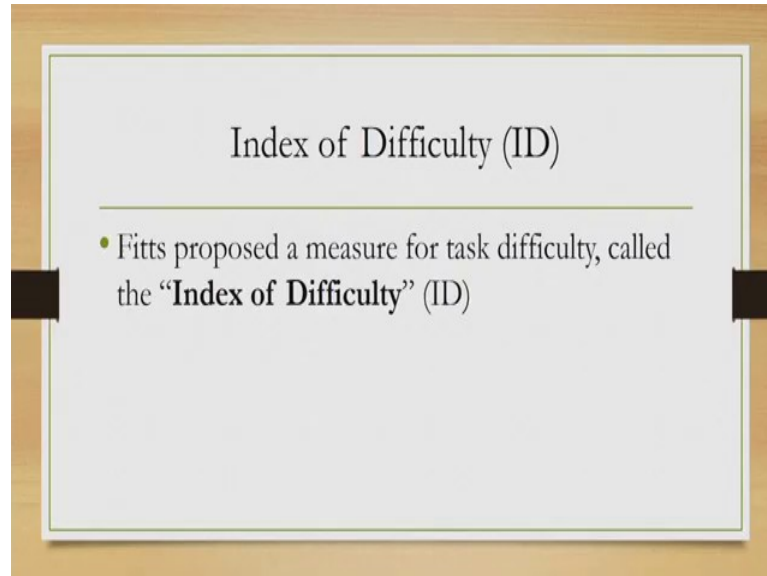 Index of Difficulty (ID)
• Fitts proposed a measure for task difficulty, called
the “Index of Difficulty” (ID)